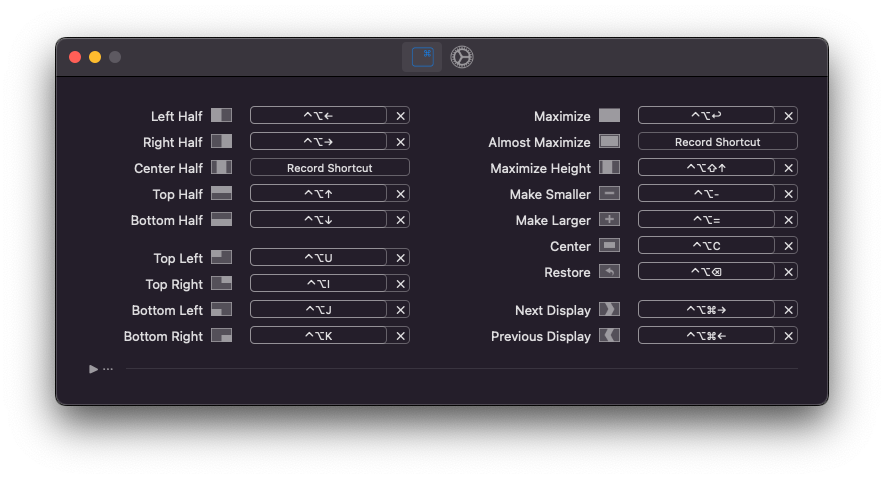 ⌘
Left Half ^⌥← ✕
Right Half ^⌥→ ✕
Center Half Record Shortcut
Top Half ^⌥↑ ✕
Bottom Half ^⌥↓ ✕
Top Left ^⌥U ✕
Top Right ^⌥I ✕
Bottom Left ^⌥J ✕
Bottom Right ^⌥K ✕
Maximize ^⌥↩ ✕
Almost Maximize Record Shortcut
Maximize Height ^⌥⇧↑ ✕
Make Smaller ^⌥- ✕
Make Larger ^⌥= ✕
Center ^⌥C ✕
Restore ^⌥⌫ ✕
Next Display ^⌥⌘→ ✕
Previous Display ^⌥⌘← ✕
▶ ...